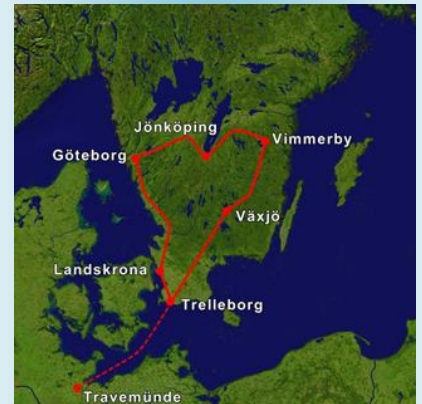 Jönköping
Vimmerby
Göteborg
Växjö
Landskrona
Trelleborg
Travemünde